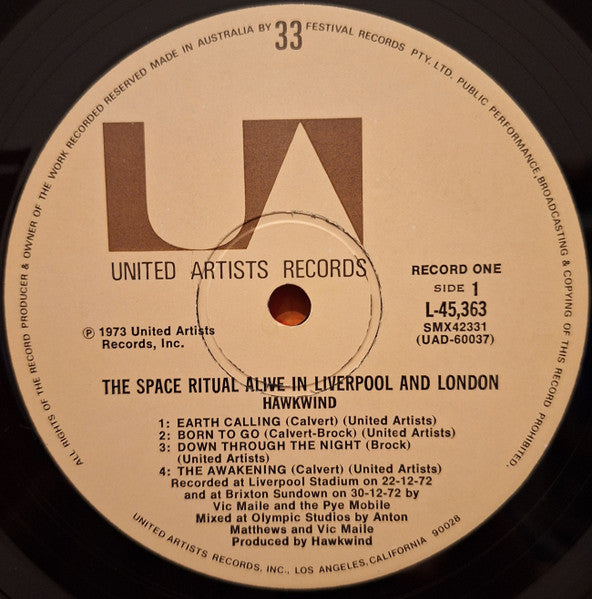 ALL RIGHTS OF THE RECORD PRODUCER & OWNER OF THE WORK RECORDED RESERVED MADE IN AUSTRALIA BY FESTIVAL RECORDS PTY. LTD. PUBLIC PERFORMANCE, BROADCASTING & COPYING OF THIS RECORD PROHIBITED.
33
UA
UNITED ARTISTS RECORDS
RECORD ONE
SIDE 1
L-45,363
SMX42331
(UAD-60037)
℗ 1973 United Artists
Records, Inc.
THE SPACE RITUAL ALIVE IN LIVERPOOL AND LONDON
HAWKWIND
1: EARTH CALLING (Calvert) (United Artists)
2: BORN TO GO (Calvert-Brock) (United Artists)
3: DOWN THROUGH THE NIGHT (Brock)
(United Artists)
4: THE AWAKENING (Calvert) (United Artists)
Recorded at Liverpool Stadium on 22-12-72
and at Brixton Sundown on 30-12-72 by
Vic Maile and the Pye Mobile
Mixed at Olympic Studios by Anton
Matthews and Vic Maile
Produced by Hawkwind
UNITED ARTISTS RECORDS, INC., LOS ANGELES, CALIFORNIA 90028